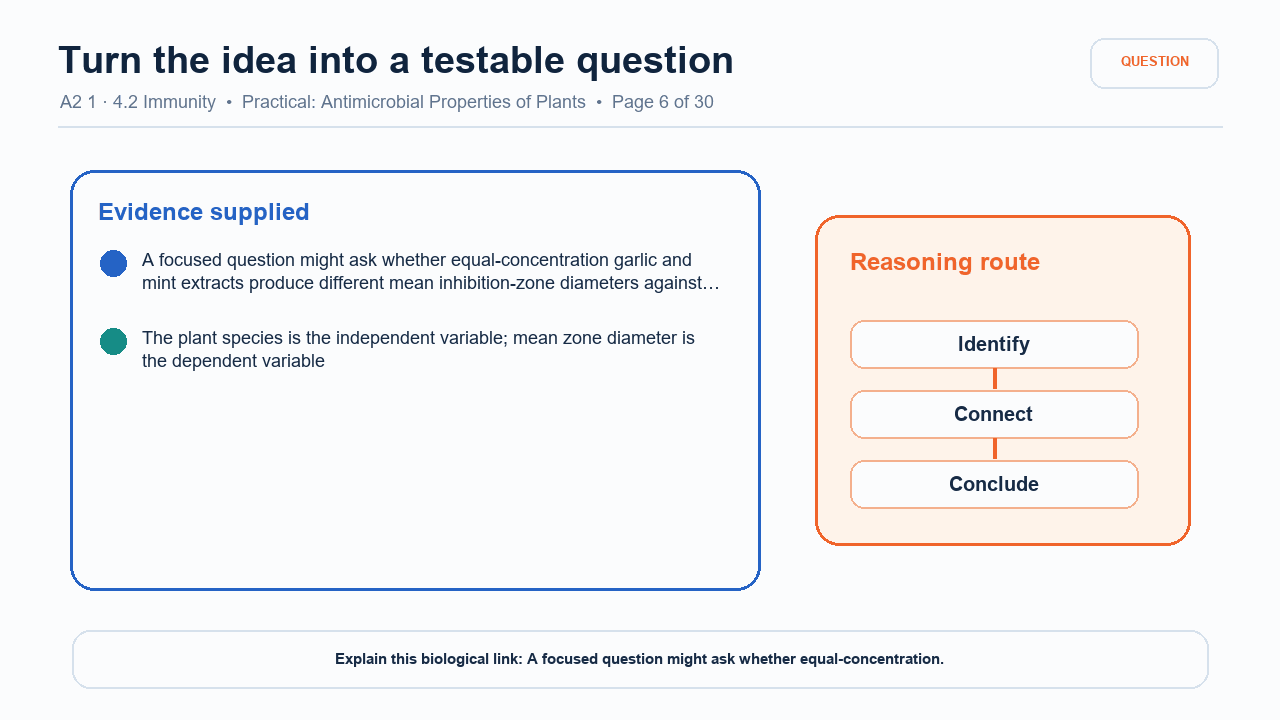 Turn the idea into a testable question
QUESTION
A2 1 · 4.2 Immunity • Practical: Antimicrobial Properties of Plants • Page 6 of 30
Evidence supplied
A focused question might ask whether equal-concentration garlic and
mint extracts produce different mean inhibition-zone diameters against…
The plant species is the independent variable; mean zone diameter is
the dependent variable
Reasoning route
Identify
Connect
Conclude
Explain this biological link: A focused question might ask whether equal-concentration.